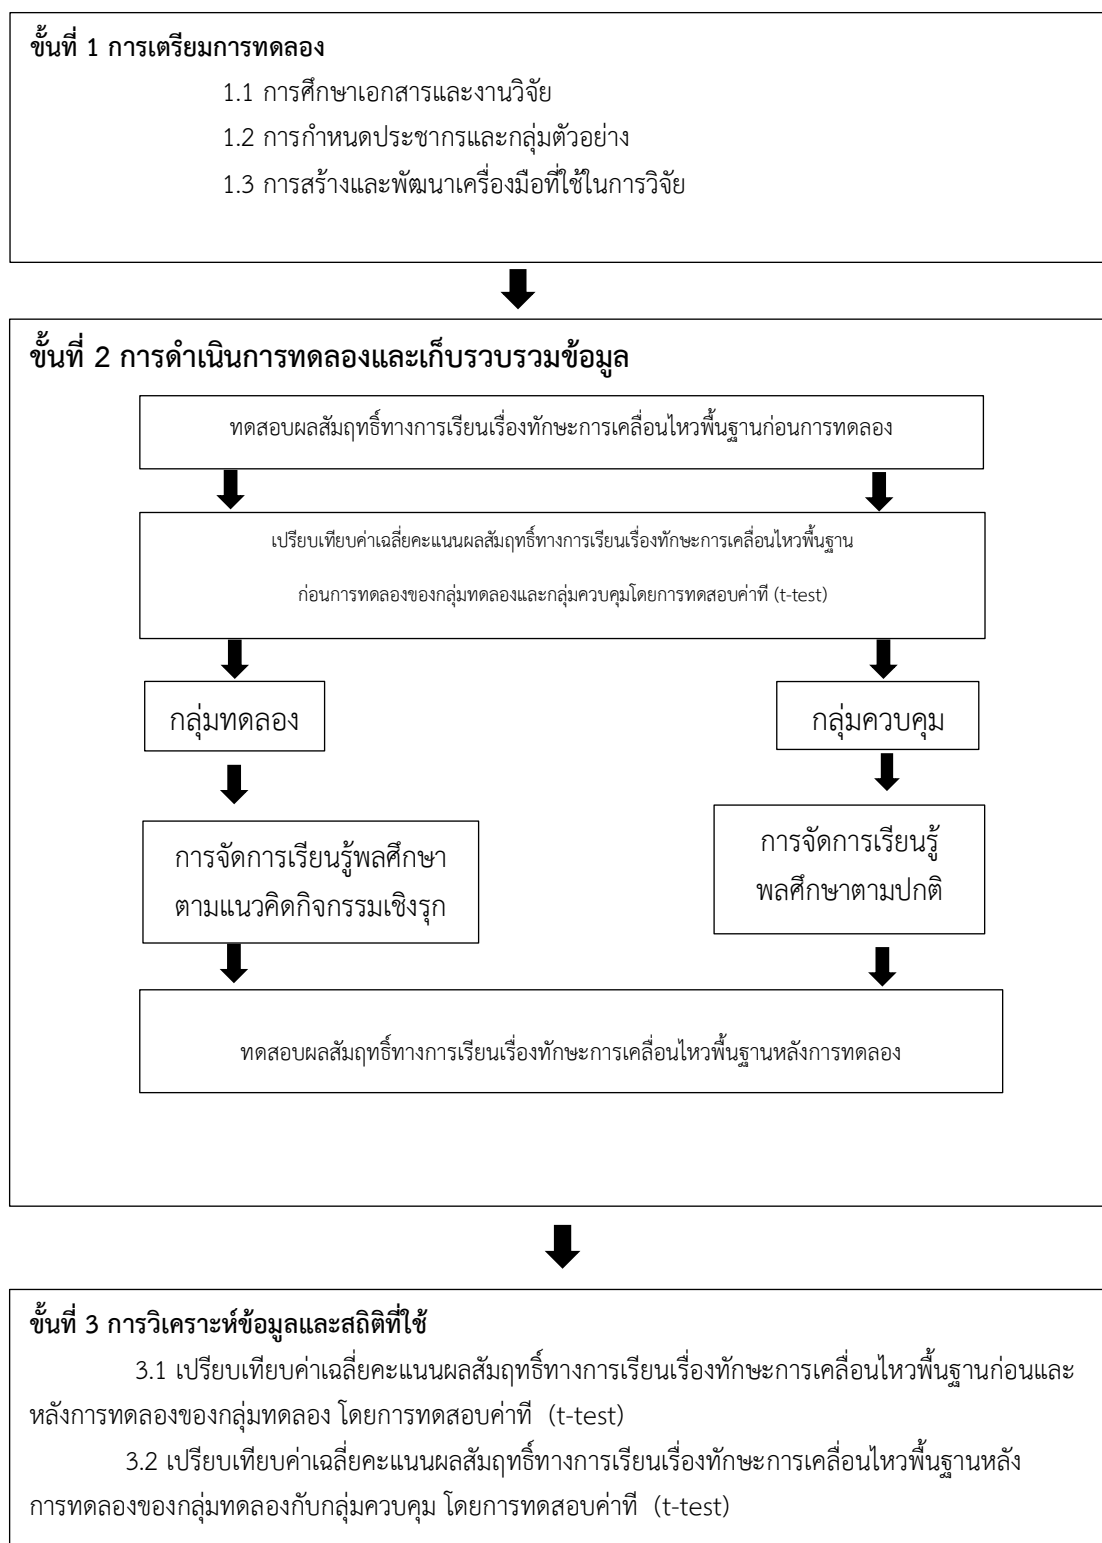 ขั้นที่ 1 การเตรียมการทดลอง
1.1 การศึกษาเอกสารและงานวิจัย
1.2 การกำหนดประชากรและกลุ่มตัวอย่าง
1.3 การสร้างและพัฒนาเครื่องมือที่ใช้ในการวิจัย
ขั้นที่ 2 การดำเนินการทดลองและเก็บรวบรวมข้อมูล
ทดสอบผลสัมฤทธิ์ทางการเรียนเรื่องทักษะการเคลื่อนไหวพื้นฐานก่อนการทดลอง
เปรียบเทียบค่าเฉลี่ยคะแนนผลสัมฤทธิ์ทางการเรียนเรื่องทักษะการเคลื่อนไหวพื้นฐาน
ก่อนการทดลองของกลุ่มทดลองและกลุ่มควบคุมโดยการทดสอบค่าที (t-test)
กลุ่มทดลอง
กลุ่มควบคุม
การจัดการเรียนรู้พลศึกษา
ตามแนวคิดกิจกรรมเชิงรุก
การจัดการเรียนรู้
พลศึกษาตามปกติ
ทดสอบผลสัมฤทธิ์ทางการเรียนเรื่องทักษะการเคลื่อนไหวพื้นฐานหลังการทดลอง
ขั้นที่ 3 การวิเคราะห์ข้อมูลและสถิติที่ใช้
3.1 เปรียบเทียบค่าเฉลี่ยคะแนนผลสัมฤทธิ์ทางการเรียนเรื่องทักษะการเคลื่อนไหวพื้นฐานก่อนและ
หลังการทดลองของกลุ่มทดลอง โดยการทดสอบค่าที (t-test)
3.2 เปรียบเทียบค่าเฉลี่ยคะแนนผลสัมฤทธิ์ทางการเรียนเรื่องทักษะการเคลื่อนไหวพื้นฐานหลัง
การทดลองของกลุ่มทดลองกับกลุ่มควบคุม โดยการทดสอบค่าที (t-test)